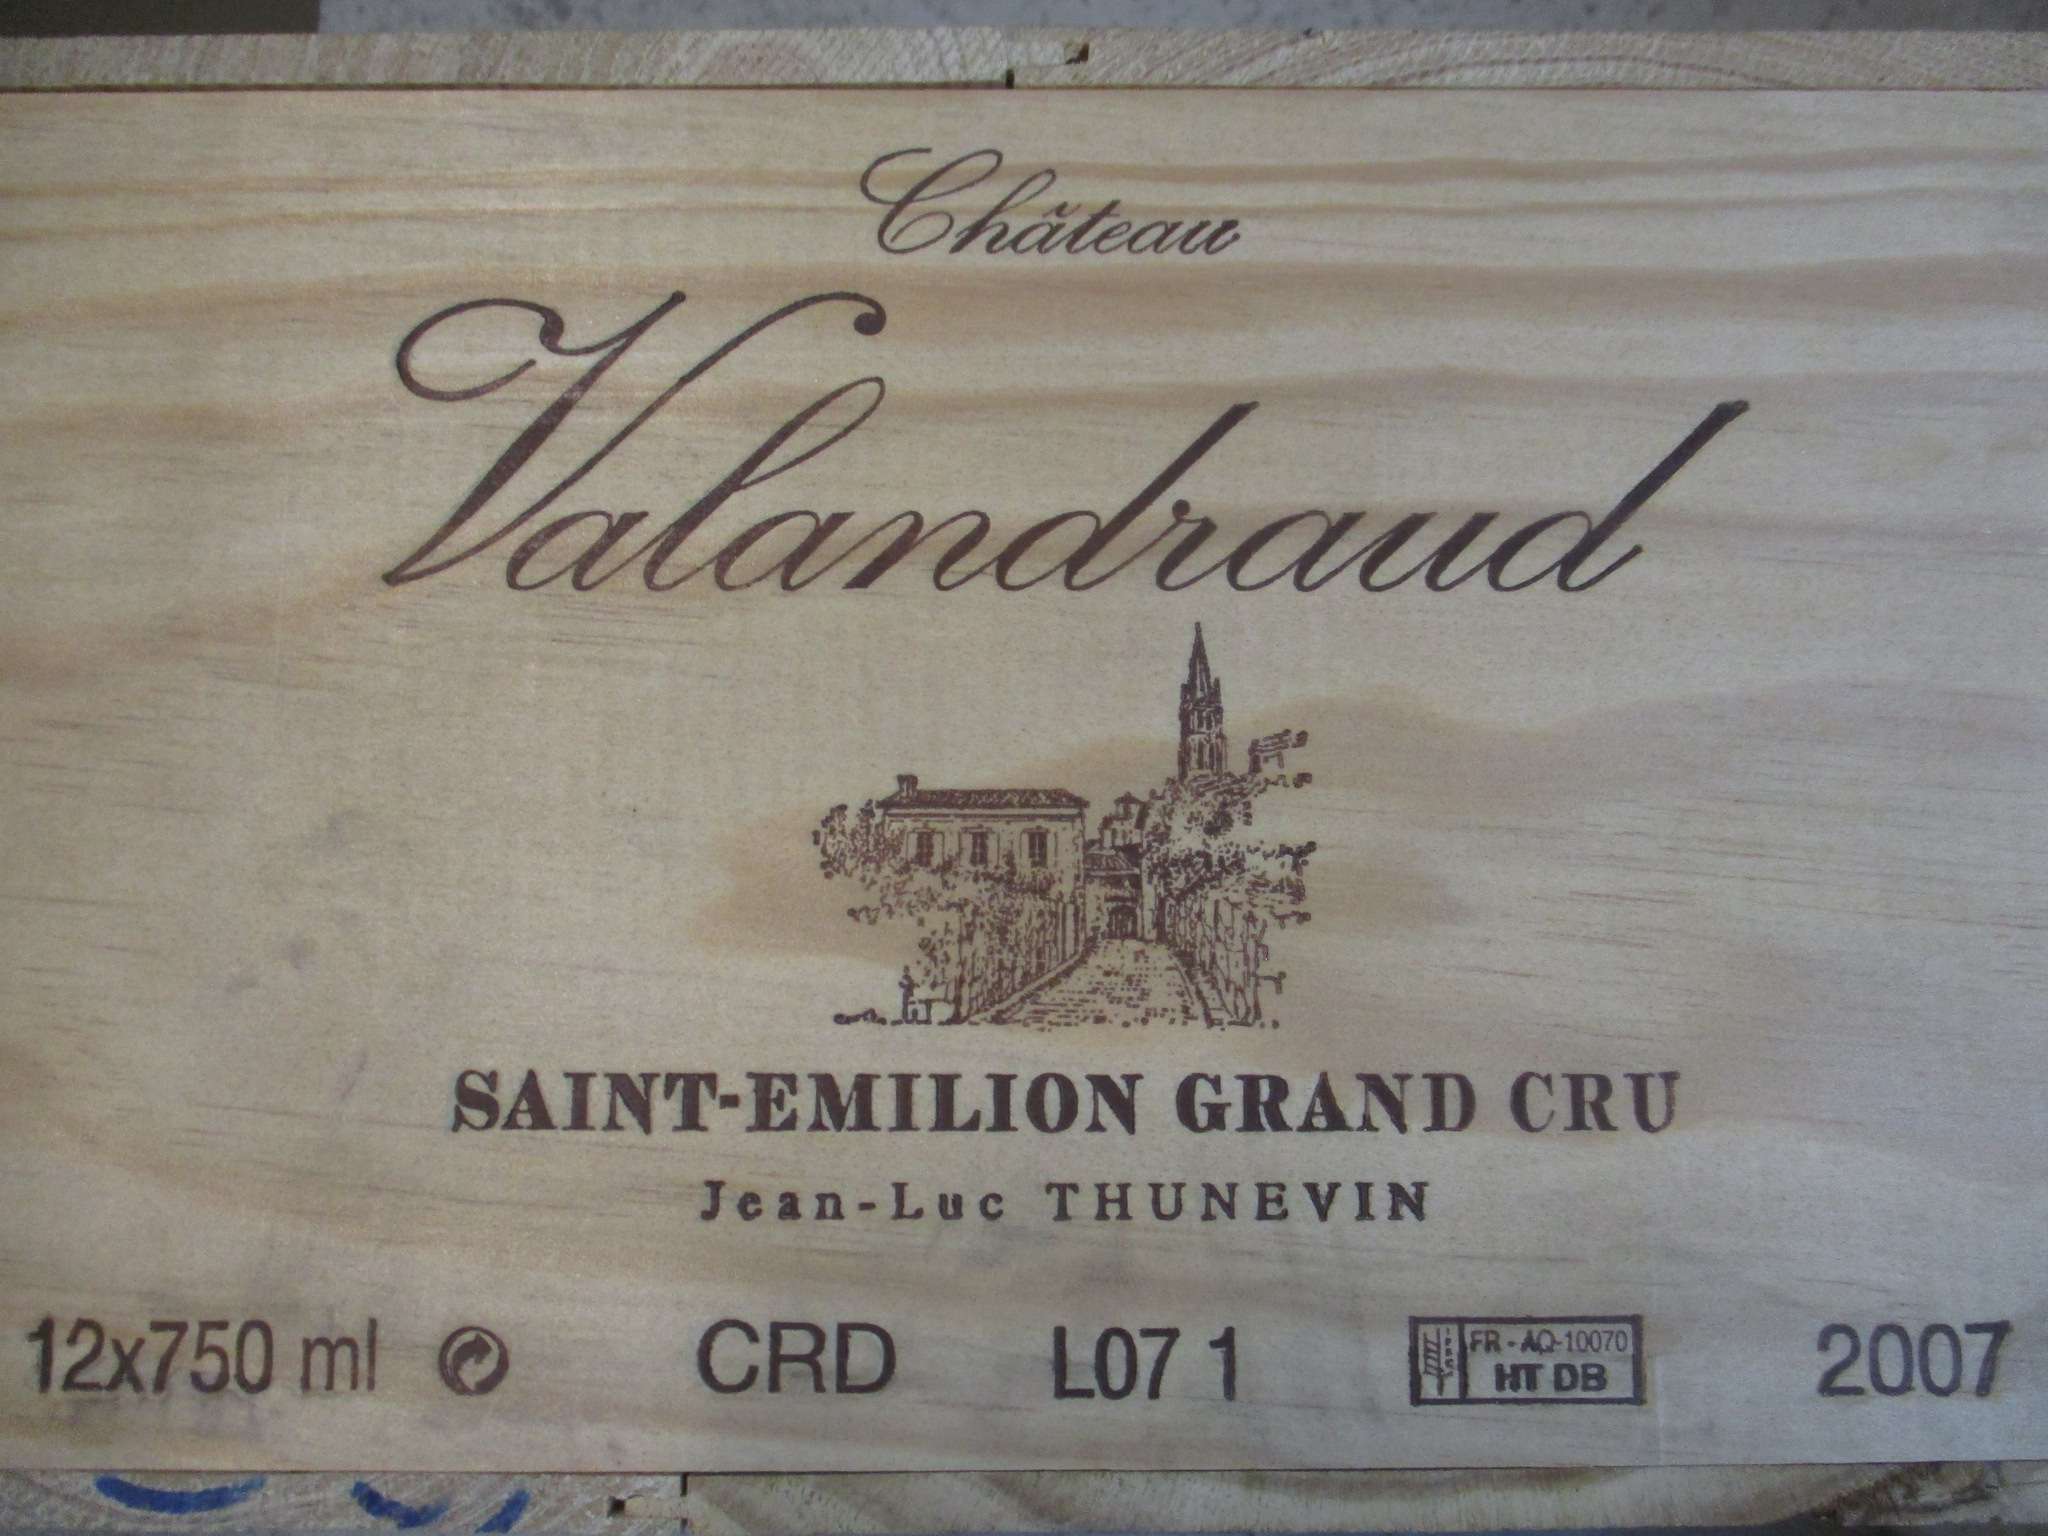 Château
Valandraud
SAINT-EMILION GRAND CRU
Jean-Luc THUNEVIN
12x750 ml CRD L07 1 FR - AQ-10070 2007
HT DB